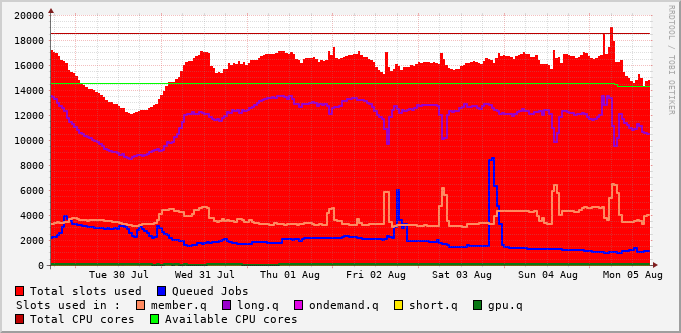 20000
18000
16000
14000
12000
10000
8000
6000
4000
2000
0
Tue 30 Jul Wed 31 Jul Thu 01 Aug Fri 02 Aug Sat 03 Aug Sun 04 Aug Mon 05 Aug
Total slots used Queued Jobs
Slots used in : member.q long.q ondemand.q short.q gpu.q
Total CPU cores Available CPU cores
RRDTOOL / TOBI OETIKER